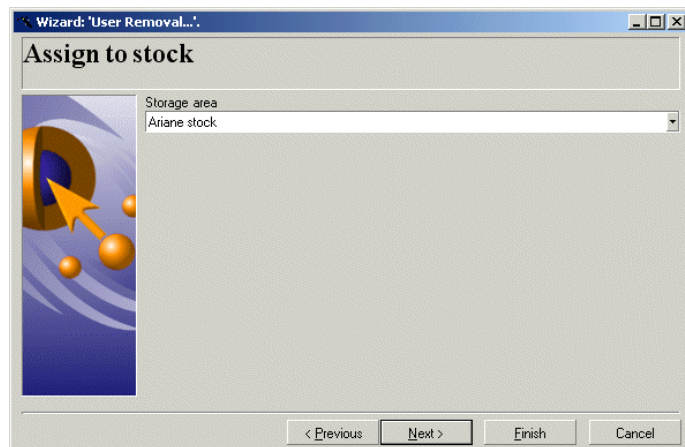 Wizard: 'User Removal...'.
Assign to stock
Storage area
Ariane stock
< Previous
Next >
Finish
Cancel